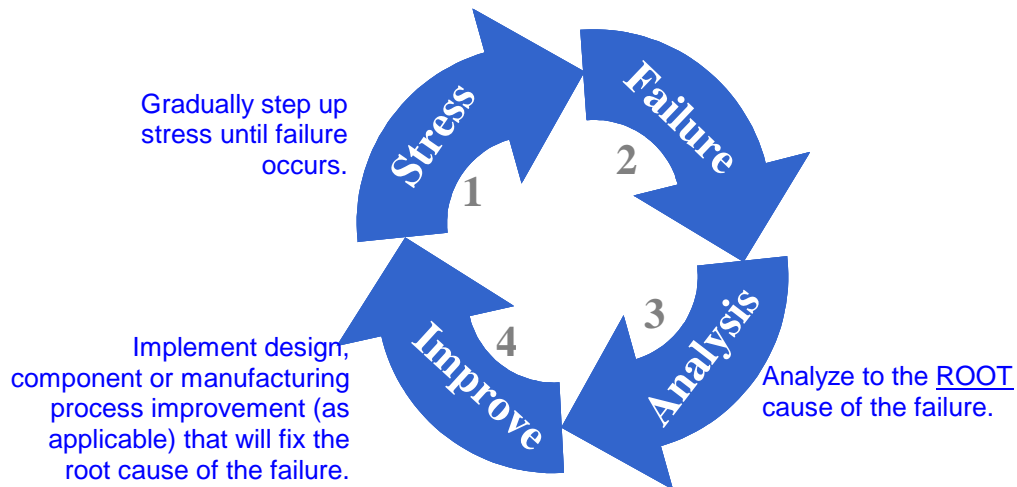 Gradually step up
stress until failure
occurs.
Stress
1
Failure
2
Analysis
3
Analyze to the ROOT
cause of the failure.
Improve
4
Implement design,
component or manufacturing
process improvement (as
applicable) that will fix the
root cause of the failure.